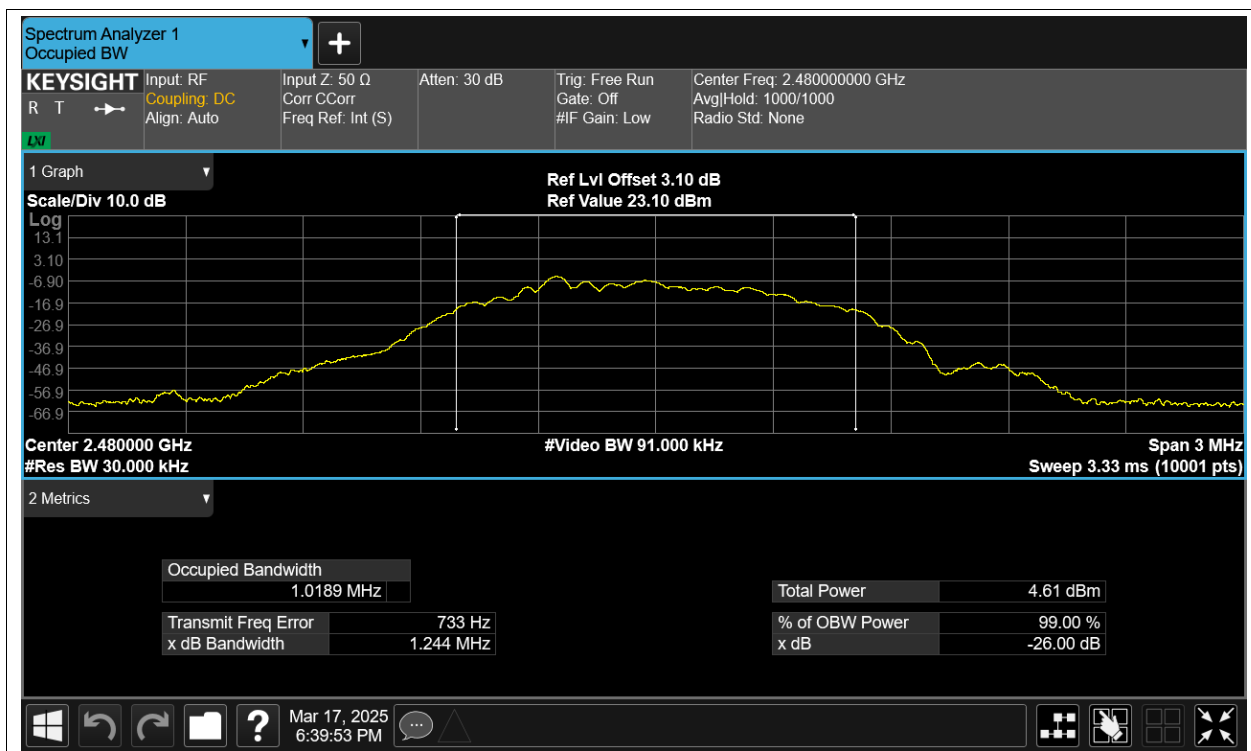 Spectrum Analyzer 1
Occupied BW
KEYSIGHT
R T
LXI
Input: RF
Coupling: DC
Align: Auto
Input Z: 50 Ω
Corr CCorr
Freq Ref: Int (S)
Atten: 30 dB
Trig: Free Run
Gate: Off
#IF Gain: Low
Center Freq: 2.480000000 GHz
Avg|Hold: 1000/1000
Radio Std: None
1 Graph
Scale/Div 10.0 dB
Ref Lvl Offset 3.10 dB
Ref Value 23.10 dBm
Log
13.1
3.10
-6.90
-16.9
-26.9
-36.9
-46.9
-56.9
-66.9
Center 2.480000 GHz
#Video BW 91.000 kHz
Span 3 MHz
#Res BW 30.000 kHz
Sweep 3.33 ms (10001 pts)
2 Metrics
Occupied Bandwidth
1.0189 MHz
Transmit Freq Error 733 Hz
x dB Bandwidth 1.244 MHz
Total Power 4.61 dBm
% of OBW Power 99.00 %
x dB -26.00 dB
?
Mar 17, 2025
6:39:53 PM